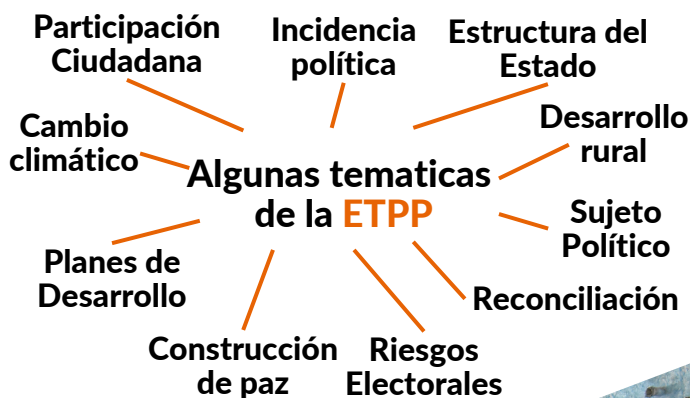 Participación
Ciudadana
Incidencia
política
Estructura del
Estado
Cambio
climático
Desarrollo
rural
Algunas tematicas
de la ETPP
Sujeto
Político
Planes de
Desarrollo
Reconciliación
Construcción
de paz
Riesgos
Electorales